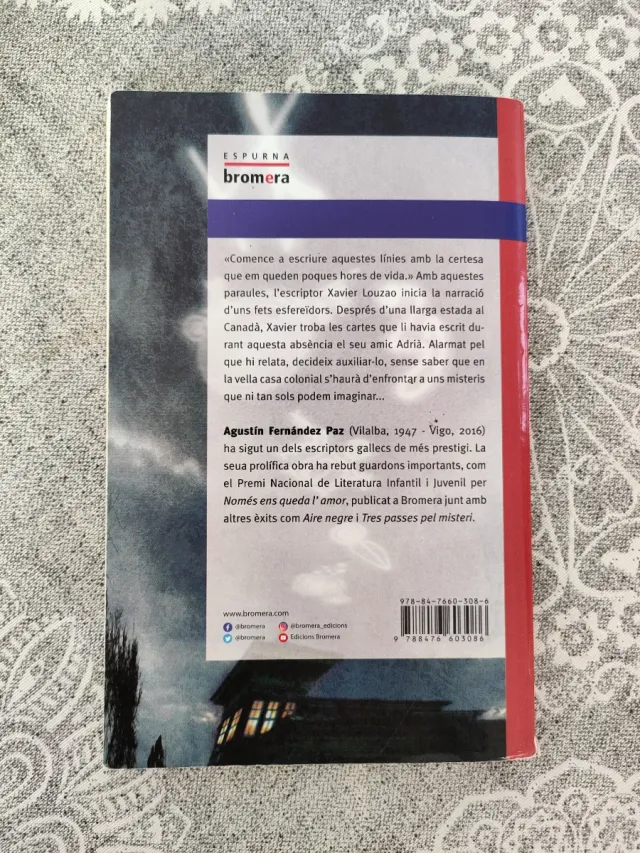 ESPURNA
bromera
«Comence a escriure aquestes línies amb la certesa
que em queden poques hores de vida.» Amb aquestes
paraules, l'escriptor Xavier Louzao inicia la narració
d'uns fets esfereïdors. Després d'una llarga estada al
Canadà, Xavier troba les cartes que li havia escrit du-
rant aquesta absència el seu amic Adrià. Alarmat pel
que hi relata, decideix auxiliar-lo, sense saber que en
la vella casa colonial s'haurà d'enfrontar a uns misteris
que ni tan sols podem imaginar...
Agustín Fernández Paz (Vilalba, 1947 - Vigo, 2016)
ha sigut un dels escriptors gallecs de més prestigi. La
seua prolífica obra ha rebut guardons importants, com
el Premi Nacional de Literatura Infantil i Juvenil per
Només ens queda l'amor, publicat a Bromera junt amb
altres èxits com Aire negre i Tres passes pel misteri.
www.bromera.com
@bromera @bromera_edicions
@bromera Edicions Bromera
978-84-7660-308-6
9 788476 603086